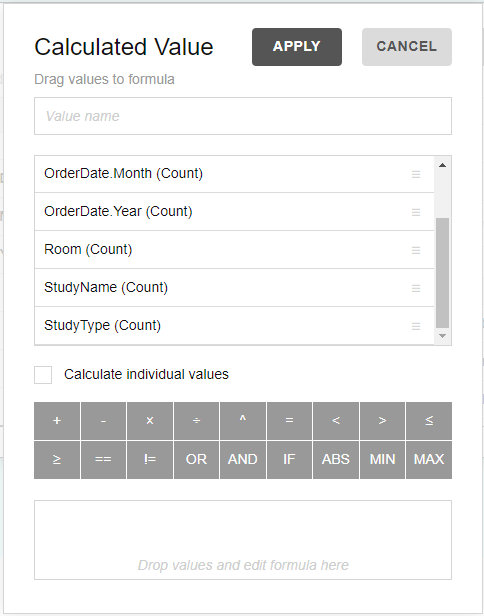 Calculated Value
APPLY
CANCEL
Drag values to formula
Value name
OrderDate.Month (Count)
OrderDate.Year (Count)
Room (Count)
StudyName (Count)
StudyType (Count)
Calculate individual values
+ - × ÷ ^ = < > ≤
≥ == != OR AND IF ABS MIN MAX
Drop values and edit formula here